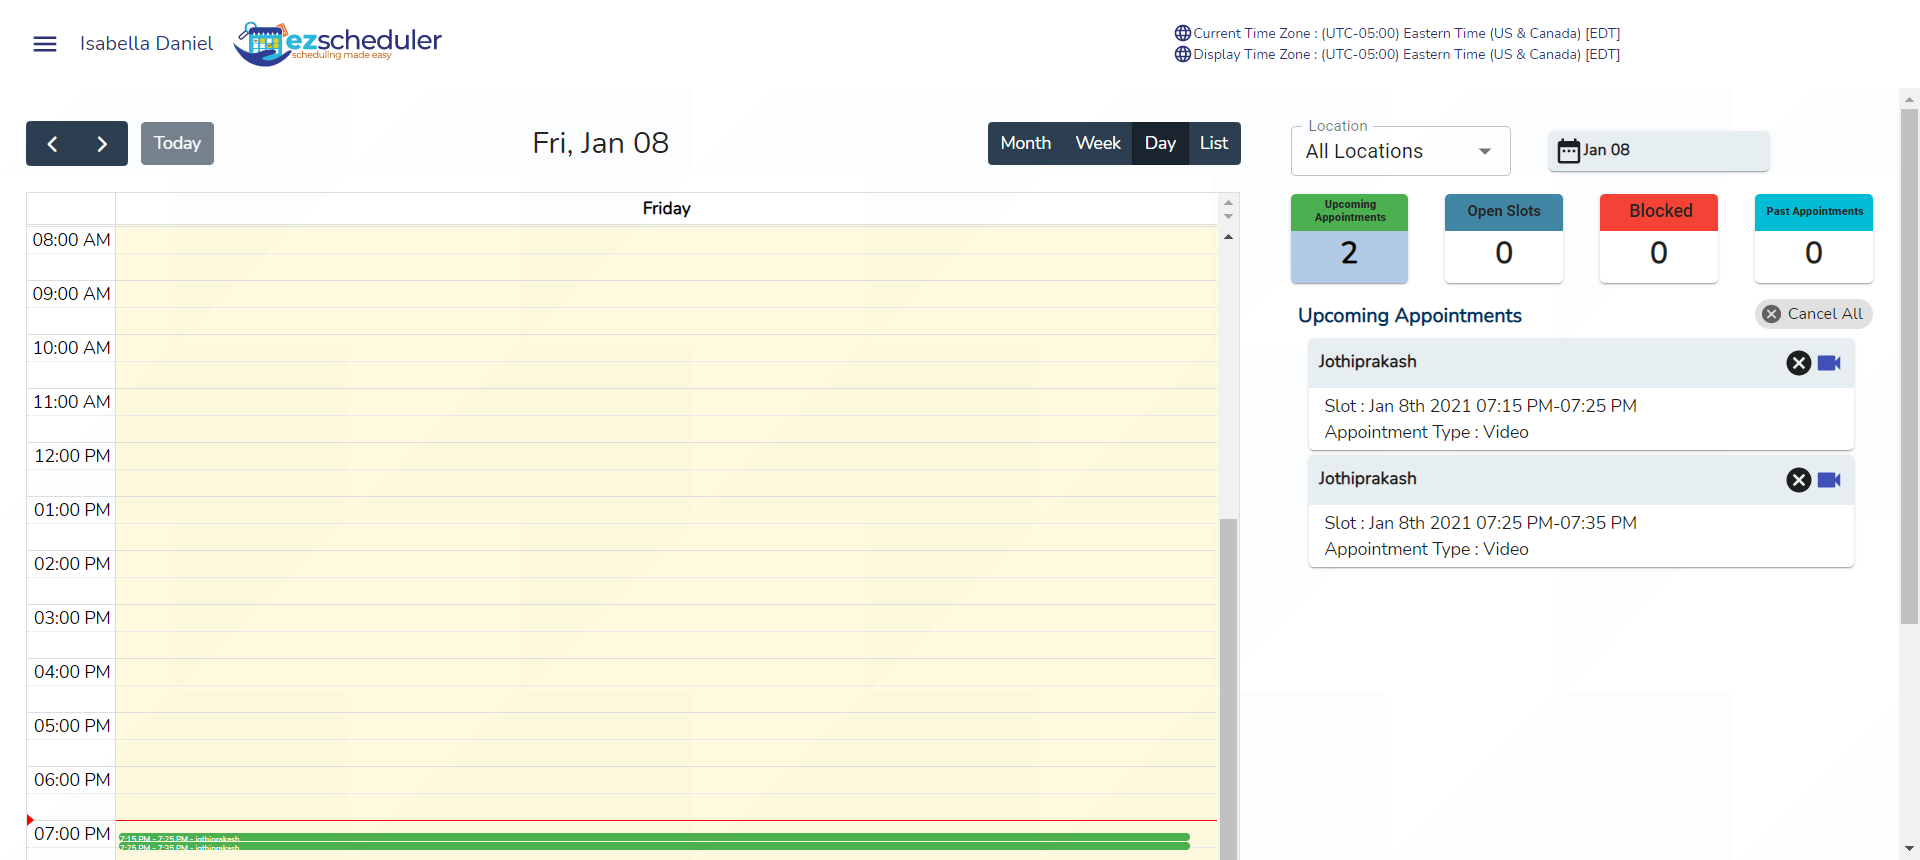 Isabella Daniel
ezscheduler
scheduling made easy
Current Time Zone : (UTC-05:00) Eastern Time (US & Canada) [EDT]
Display Time Zone : (UTC-05:00) Eastern Time (US & Canada) [EDT]
Today
Fri, Jan 08
Month Week Day List
Friday
08:00 AM
09:00 AM
10:00 AM
11:00 AM
12:00 PM
01:00 PM
02:00 PM
03:00 PM
04:00 PM
05:00 PM
06:00 PM
07:00 PM
7:15 PM - 7:25 PM - jothiprakash
7:25 PM - 7:35 PM - jothiprakash
Location
All Locations
Jan 08
Upcoming
Appointments
2
Open Slots
0
Blocked
0
Past Appointments
0
Upcoming Appointments
Cancel All
Jothiprakash
Slot : Jan 8th 2021 07:15 PM-07:25 PM
Appointment Type : Video
Jothiprakash
Slot : Jan 8th 2021 07:25 PM-07:35 PM
Appointment Type : Video